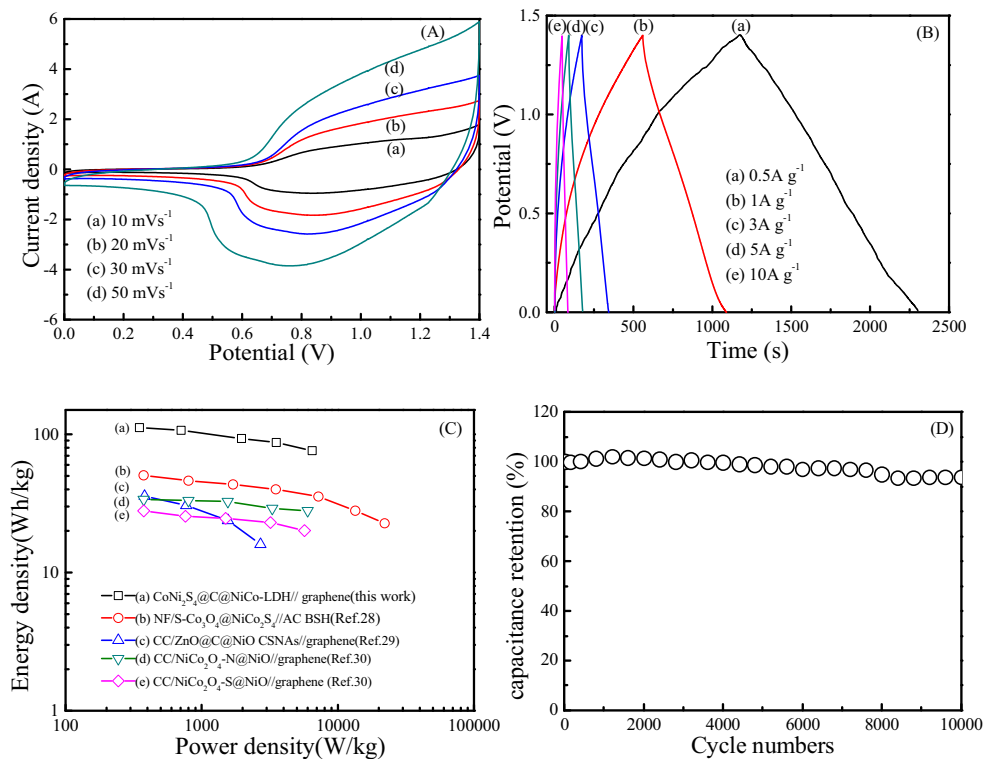 (A)
6
4
2
0
-2
-4
-6
Current density (A)
(d)
(c)
(b)
(a)
(a) 10 mVs⁻¹
(b) 20 mVs⁻¹
(c) 30 mVs⁻¹
(d) 50 mVs⁻¹
0.0 0.2 0.4 0.6 0.8 1.0 1.2 1.4
Potential (V)
(B)
1.5
1.0
0.5
0.0
Potential (V)
(e) (d) (c) (b) (a)
(a) 0.5A g⁻¹
(b) 1A g⁻¹
(c) 3A g⁻¹
(d) 5A g⁻¹
(e) 10A g⁻¹
0 500 1000 1500 2000 2500
Time (s)
(C)
100
10
1
Energy density(Wh/kg)
(a)
(b)
(c)
(d)
(e)
(a) CoNi₂S₄@C@NiCo-LDH// graphene(this work)
(b) NF/S-Co₃O₄@NiCo₂S₄//AC BSH(Ref.28)
(c) CC/ZnO@C@NiO CSNAs//graphene(Ref.29)
(d) CC/NiCo₂O₄-N@NiO//graphene(Ref.30)
(e) CC/NiCo₂O₄-S@NiO//graphene (Ref.30)
100 1000 10000 100000
Power density(W/kg)
(D)
120
100
80
60
40
20
0
capacitance retention (%)
0 2000 4000 6000 8000 10000
Cycle numbers